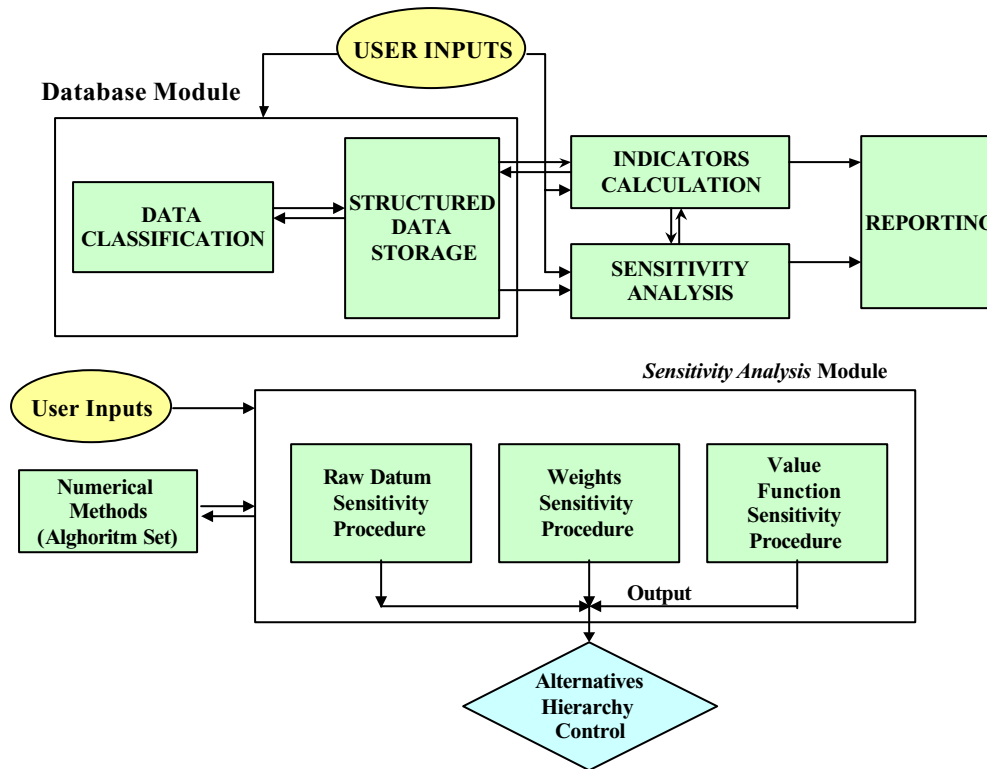 USER INPUTS
Database Module
DATA
CLASSIFICATION
STRUCTURED
DATA
STORAGE
INDICATORS
CALCULATION
SENSITIVITY
ANALYSIS
REPORTING
Sensitivity Analysis Module
User Inputs
Numerical
Methods
(Alghoritm Set)
Raw Datum
Sensitivity
Procedure
Weights
Sensitivity
Procedure
Value
Function
Sensitivity
Procedure
Output
Alternatives
Hierarchy
Control